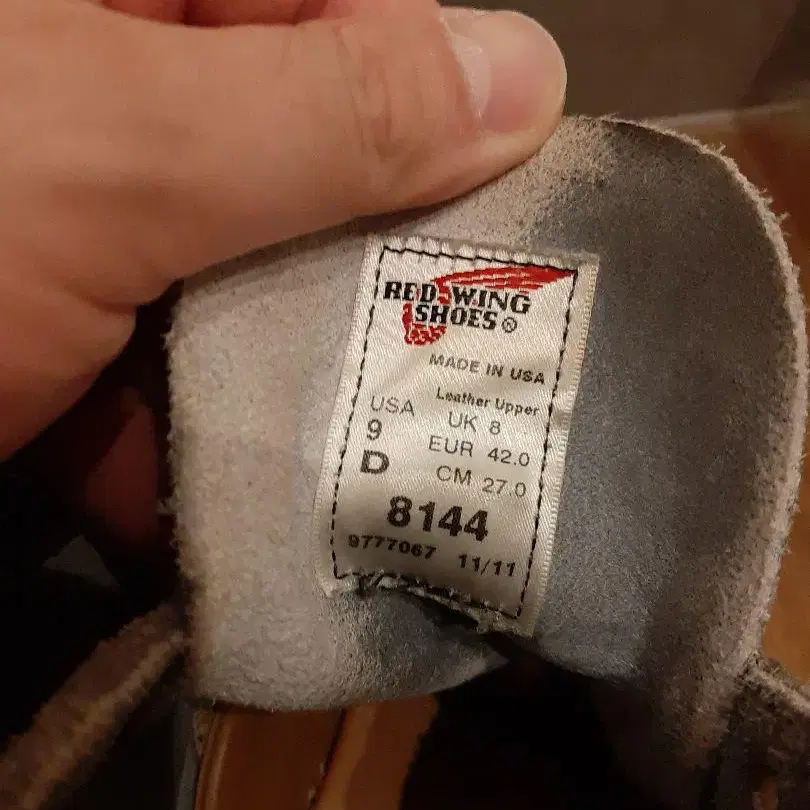 RED WING
SHOES®
MADE IN USA
Leather Upper
USA UK 8
9 EUR 42.0
D CM 27.0
8144
9777067 11/11